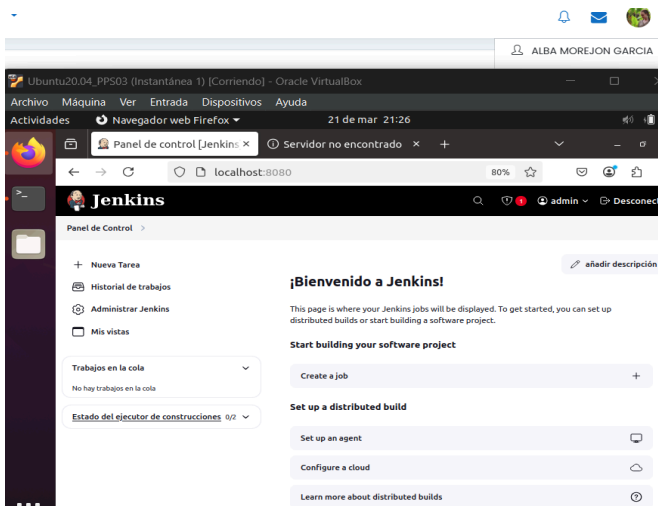 ALBA MOREJON GARCIA
Ubuntu20.04_PPS03 (Instantánea 1) [Corriendo] - Oracle VirtualBox
Archivo Máquina Ver Entrada Dispositivos Ayuda
Actividades Navegador web Firefox 21 de mar 21:26
Panel de control [Jenkins Servidor no encontrado
localhost:8080 80%
Jenkins 1 admin Desconect
Panel de Control
Nueva Tarea
añadir descripción
Historial de trabajos
¡Bienvenido a Jenkins!
Administrar Jenkins
This page is where your Jenkins jobs will be displayed. To get started, you can set up
distributed builds or start building a software project.
Mis vistas
Start building your software project
Trabajos en la cola
Create a job
No hay trabajos en la cola
Set up a distributed build
Estado del ejecutor de construcciones 0/2
Set up an agent
Configure a cloud
Learn more about distributed builds